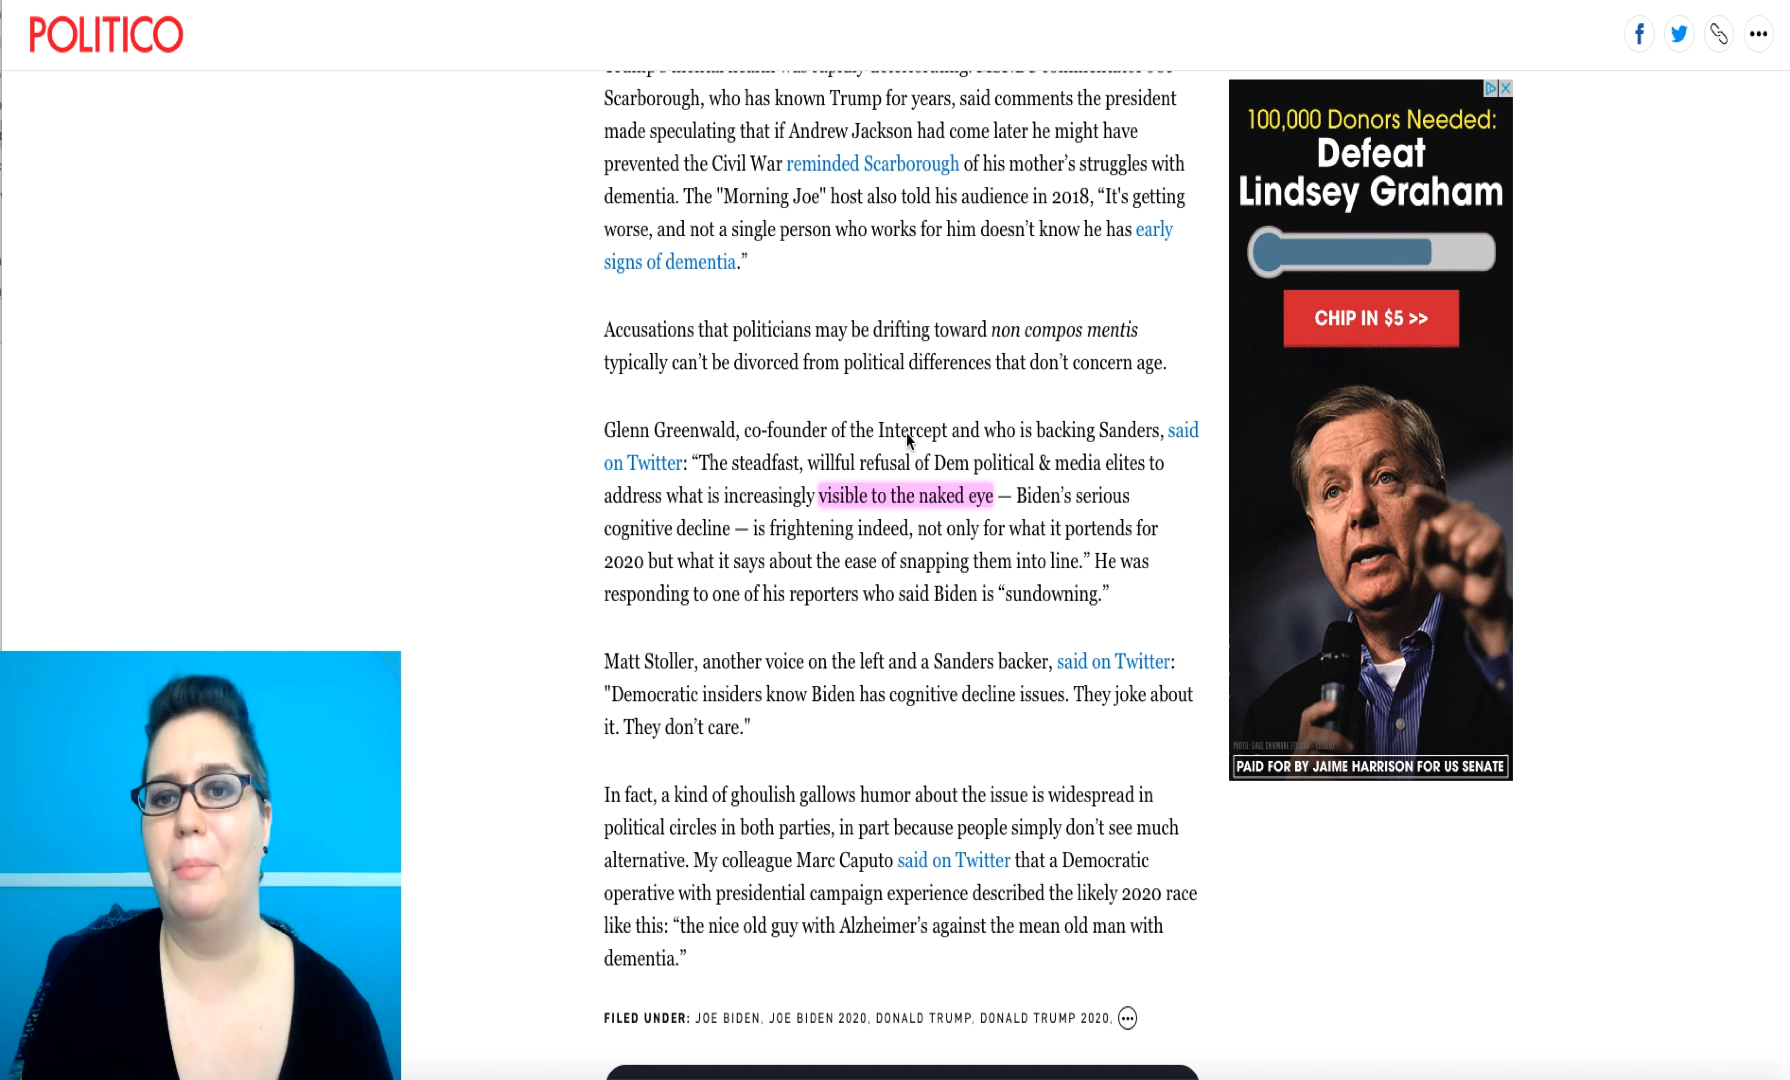 POLITICO
Trump's mental health was rapidly deteriorating. MSNBC commentator Joe
Scarborough, who has known Trump for years, said comments the president
made speculating that if Andrew Jackson had come later he might have
prevented the Civil War reminded Scarborough of his mother’s struggles with
dementia. The "Morning Joe" host also told his audience in 2018, “It's getting
worse, and not a single person who works for him doesn’t know he has early
signs of dementia.”
Accusations that politicians may be drifting toward non compos mentis
typically can’t be divorced from political differences that don’t concern age.
Glenn Greenwald, co-founder of the Intercept and who is backing Sanders, said
on Twitter: “The steadfast, willful refusal of Dem political & media elites to
address what is increasingly visible to the naked eye — Biden’s serious
cognitive decline — is frightening indeed, not only for what it portends for
2020 but what it says about the ease of snapping them into line.” He was
responding to one of his reporters who said Biden is “sundowning.”
Matt Stoller, another voice on the left and a Sanders backer, said on Twitter:
"Democratic insiders know Biden has cognitive decline issues. They joke about
it. They don’t care."
In fact, a kind of ghoulish gallows humor about the issue is widespread in
political circles in both parties, in part because people simply don’t see much
alternative. My colleague Marc Caputo said on Twitter that a Democratic
operative with presidential campaign experience described the likely 2020 race
like this: “the nice old guy with Alzheimer’s against the mean old man with
dementia.”
FILED UNDER: JOE BIDEN, JOE BIDEN 2020, DONALD TRUMP, DONALD TRUMP 2020,
100,000 Donors Needed:
Defeat
Lindsey Graham
CHIP IN $5 >>
PAID FOR BY JAIME HARRISON FOR US SENATE